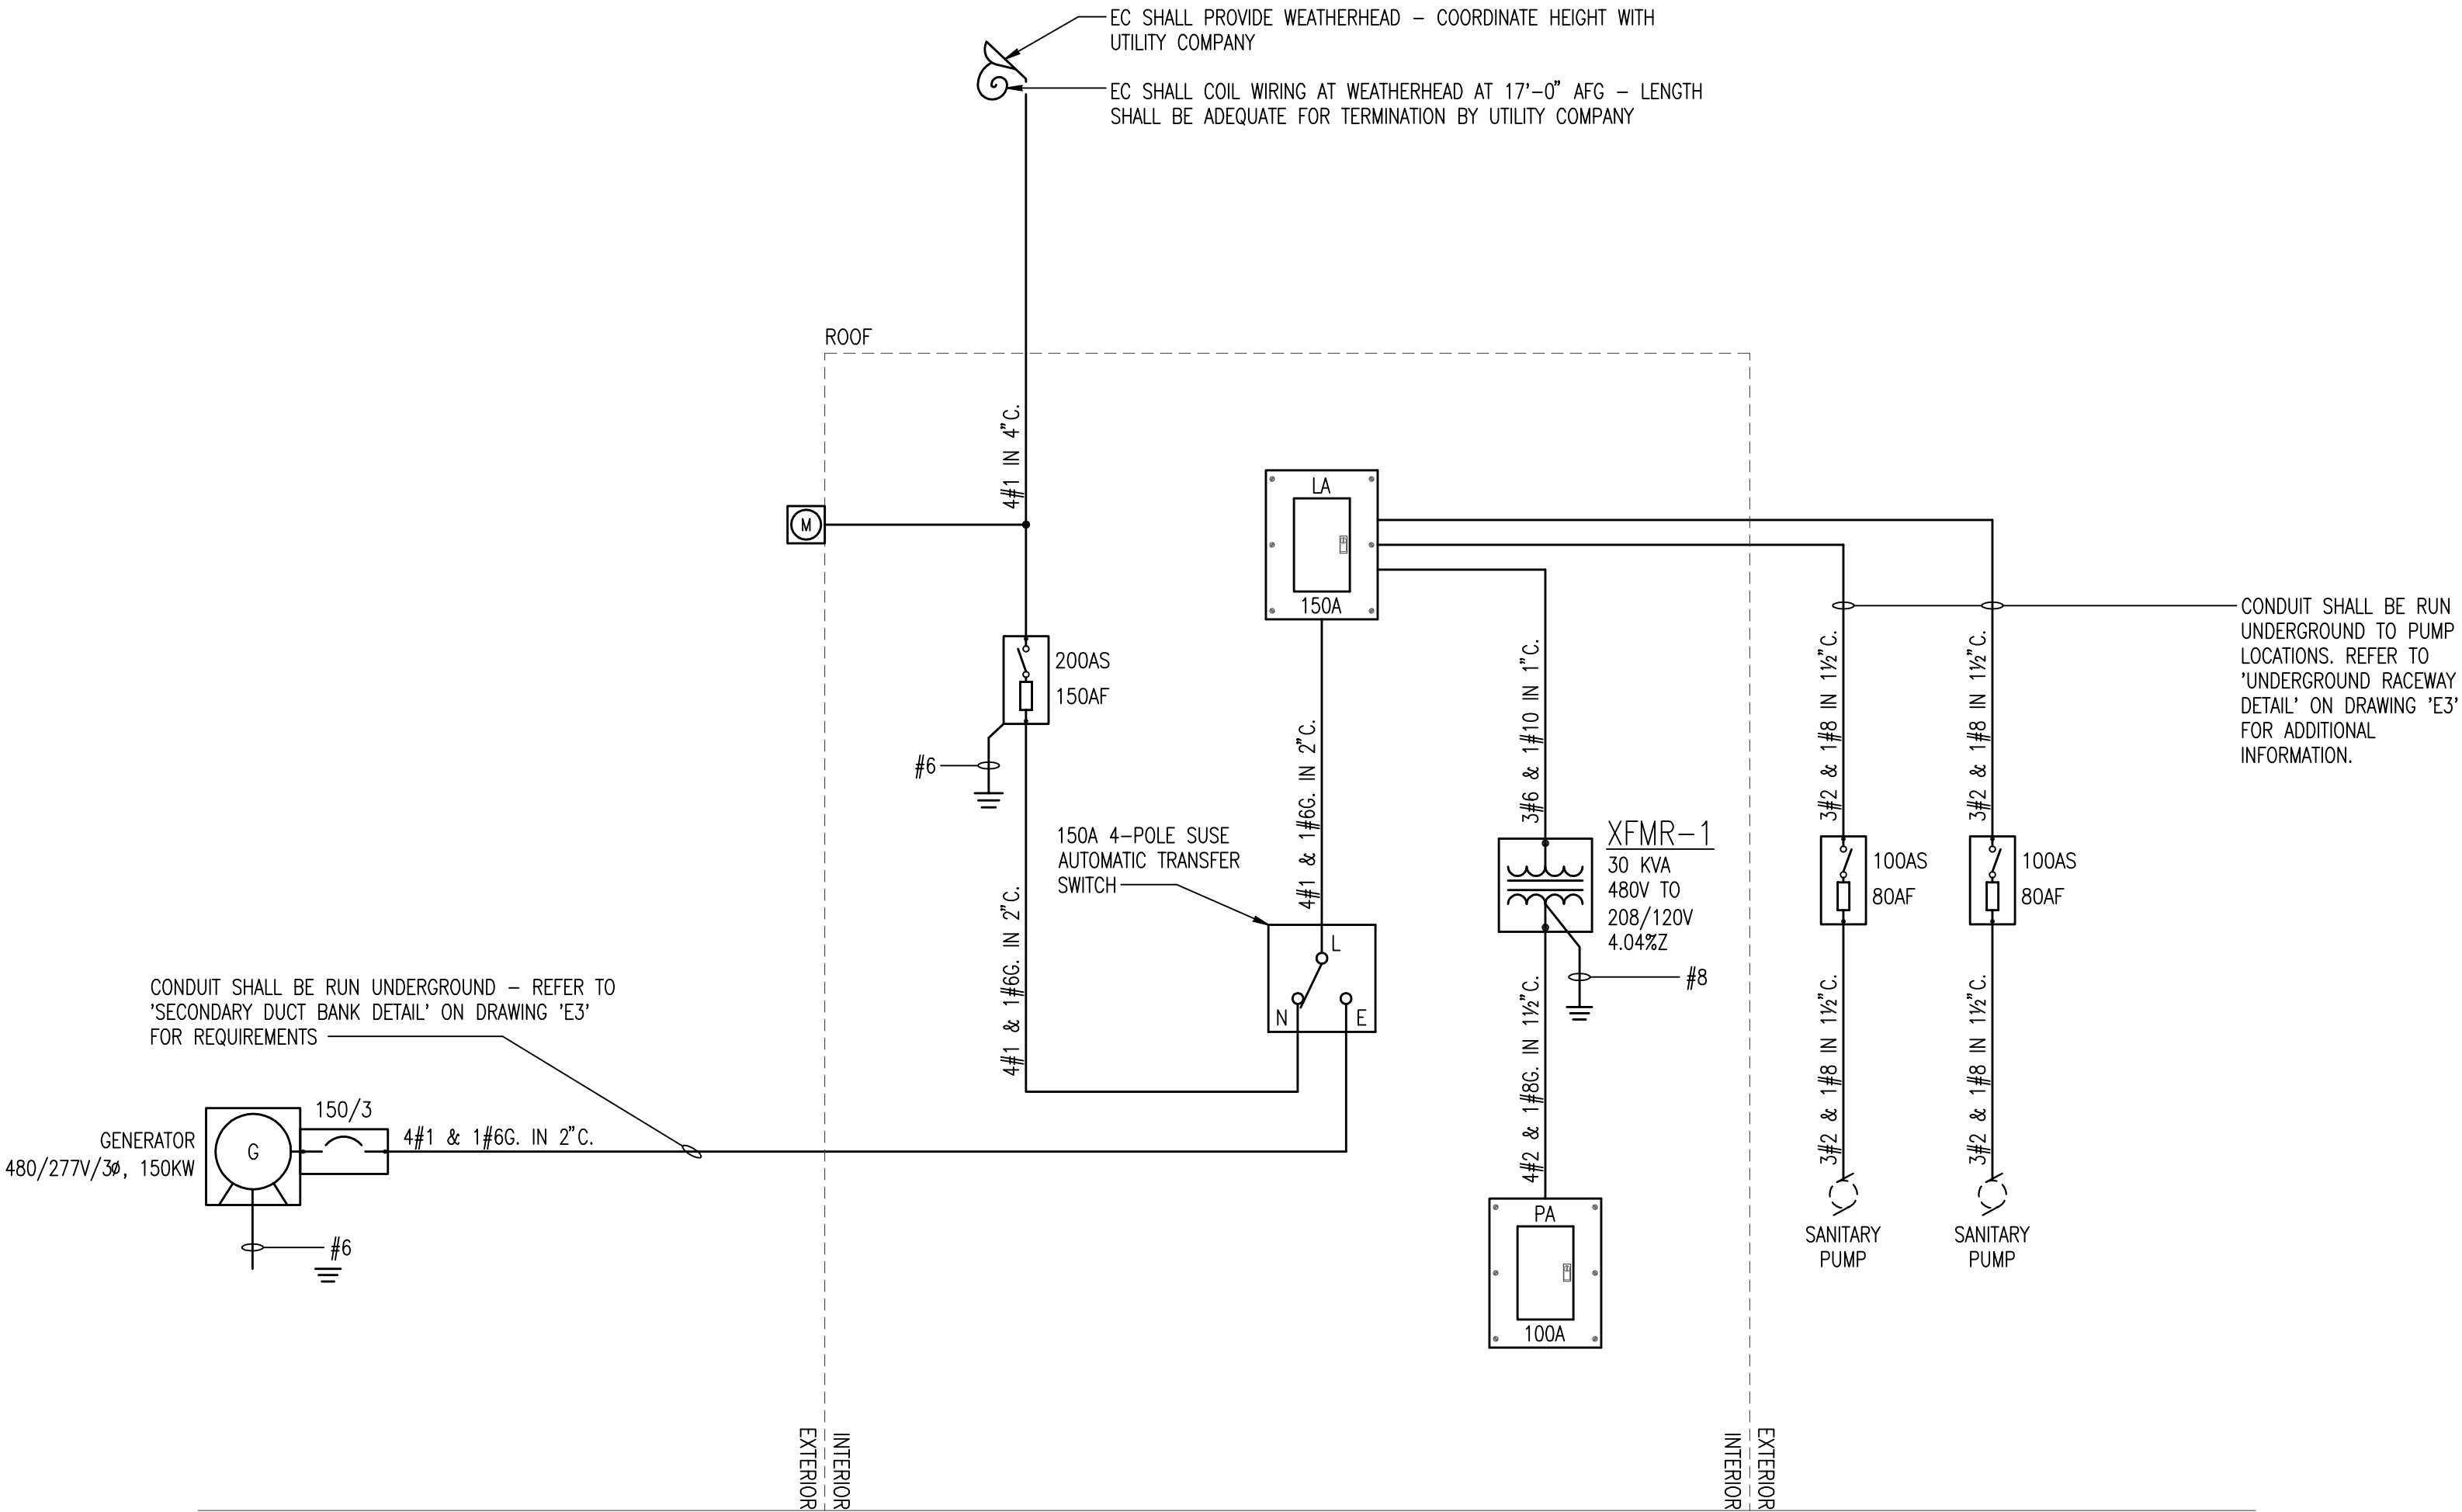 EC SHALL PROVIDE WEATHERHEAD - COORDINATE HEIGHT WITH
UTILITY COMPANY
EC SHALL COIL WIRING AT WEATHERHEAD AT 17'-0" AFG - LENGTH
SHALL BE ADEQUATE FOR TERMINATION BY UTILITY COMPANY
ROOF
4#1 IN 4"C.
M
LA
150A
200AS
150AF
#6
4#1 & 1#6G. IN 2"C.
4#1 & 1#6G. IN 2"C.
150A 4-POLE SUSE
AUTOMATIC TRANSFER
SWITCH
L
N
E
3#6 & 1#10 IN 1"C.
XFMR-1
30 KVA
480V TO
208/120V
4.04%Z
#8
4#2 & 1#8G. IN 1½"C.
PA
100A
3#2 & 1#8 IN 1½"C.
3#2 & 1#8 IN 1½"C.
CONDUIT SHALL BE RUN
UNDERGROUND TO PUMP
LOCATIONS. REFER TO
'UNDERGROUND RACEWAY
DETAIL' ON DRAWING 'E3'
FOR ADDITIONAL
INFORMATION.
100AS
80AF
100AS
80AF
3#2 & 1#8 IN 1½"C.
3#2 & 1#8 IN 1½"C.
SANITARY
PUMP
SANITARY
PUMP
CONDUIT SHALL BE RUN UNDERGROUND - REFER TO
'SECONDARY DUCT BANK DETAIL' ON DRAWING 'E3'
FOR REQUIREMENTS
150/3
GENERATOR
480/277V/3ø, 150KW
G
4#1 & 1#6G. IN 2"C.
#6
EXTERIOR
INTERIOR
INTERIOR
EXTERIOR